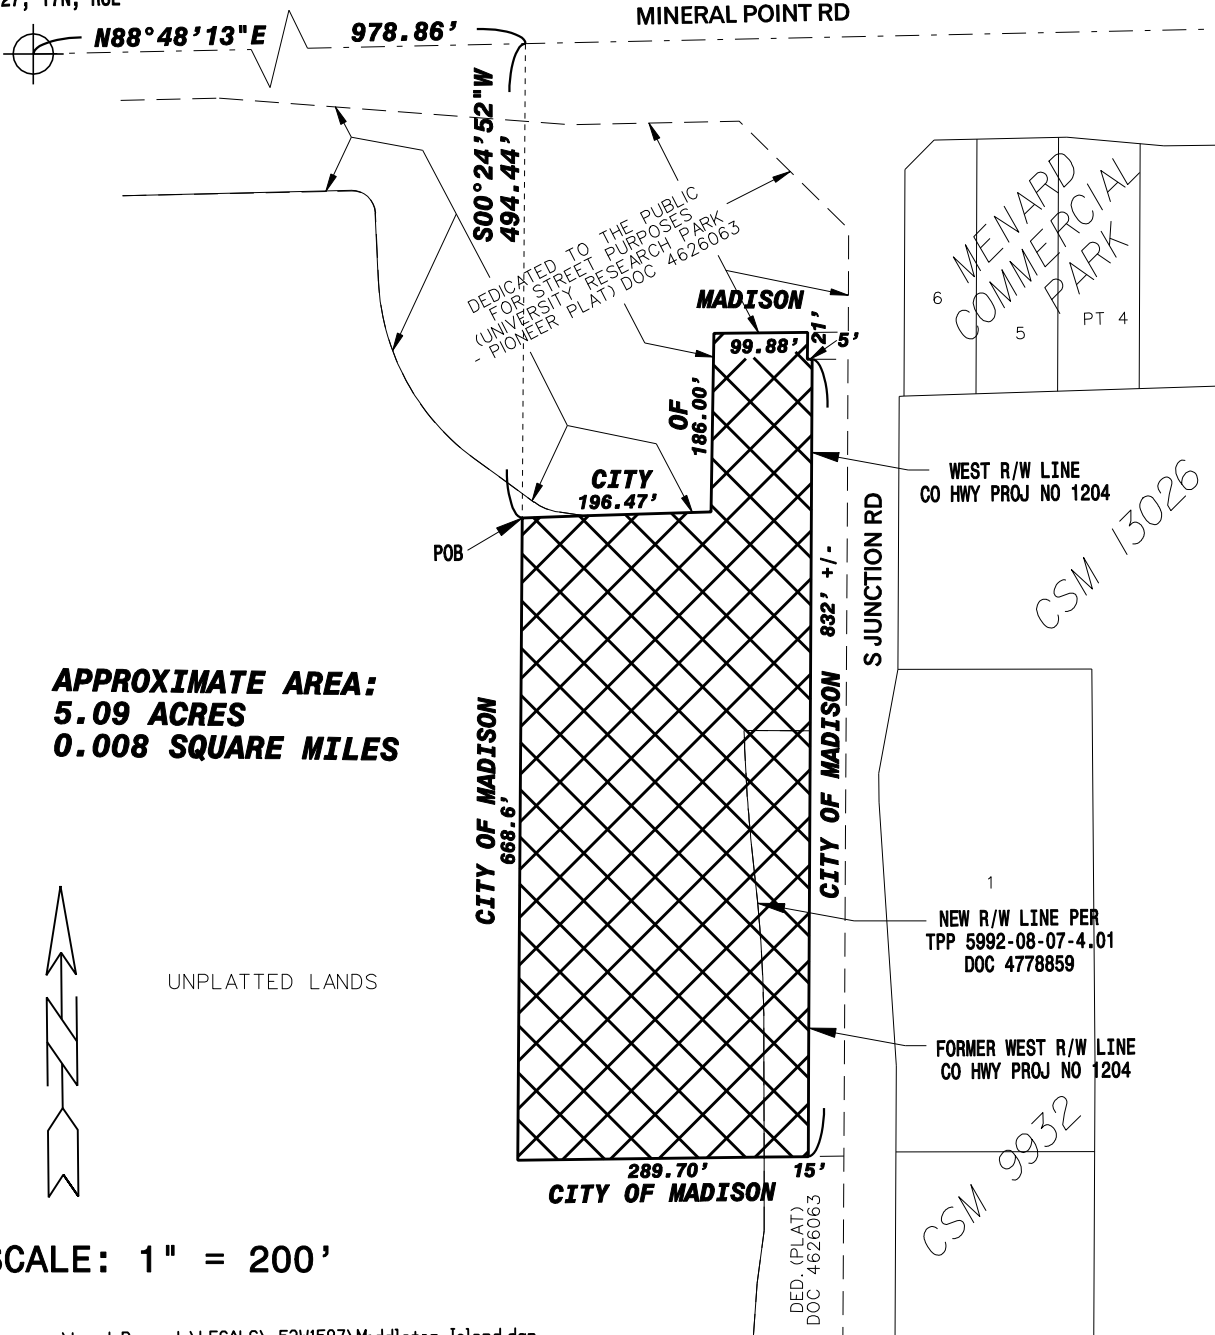 27, T7N, R8E
MINERAL POINT RD
N88°48'13"E
978.86'
S00°24'52"W
494.44'
DEDICATED TO THE PUBLIC
FOR STREET PURPOSES
(UNIVERSITY RESEARCH PARK
- PIONEER PLAT) DOC 4626063
MENARD
COMMERCIAL
PARK
6
5
PT 4
MADISON
99.88'
21'
5'
OF
186.00'
CITY
196.47'
POB
WEST R/W LINE
CO HWY PROJ NO 1204
CSM 13026
S JUNCTION RD
832' +/-
CITY OF MADISON
APPROXIMATE AREA:
5.09 ACRES
0.008 SQUARE MILES
CITY OF MADISON
668.6'
1
NEW R/W LINE PER
TPP 5992-08-07-4.01
DOC 4778859
UNPLATTED LANDS
N
FORMER WEST R/W LINE
CO HWY PROJ NO 1204
CSM 9932
289.70'
15'
CITY OF MADISON
DED. (PLAT)
DOC 4626063
SCALE: 1" = 200'